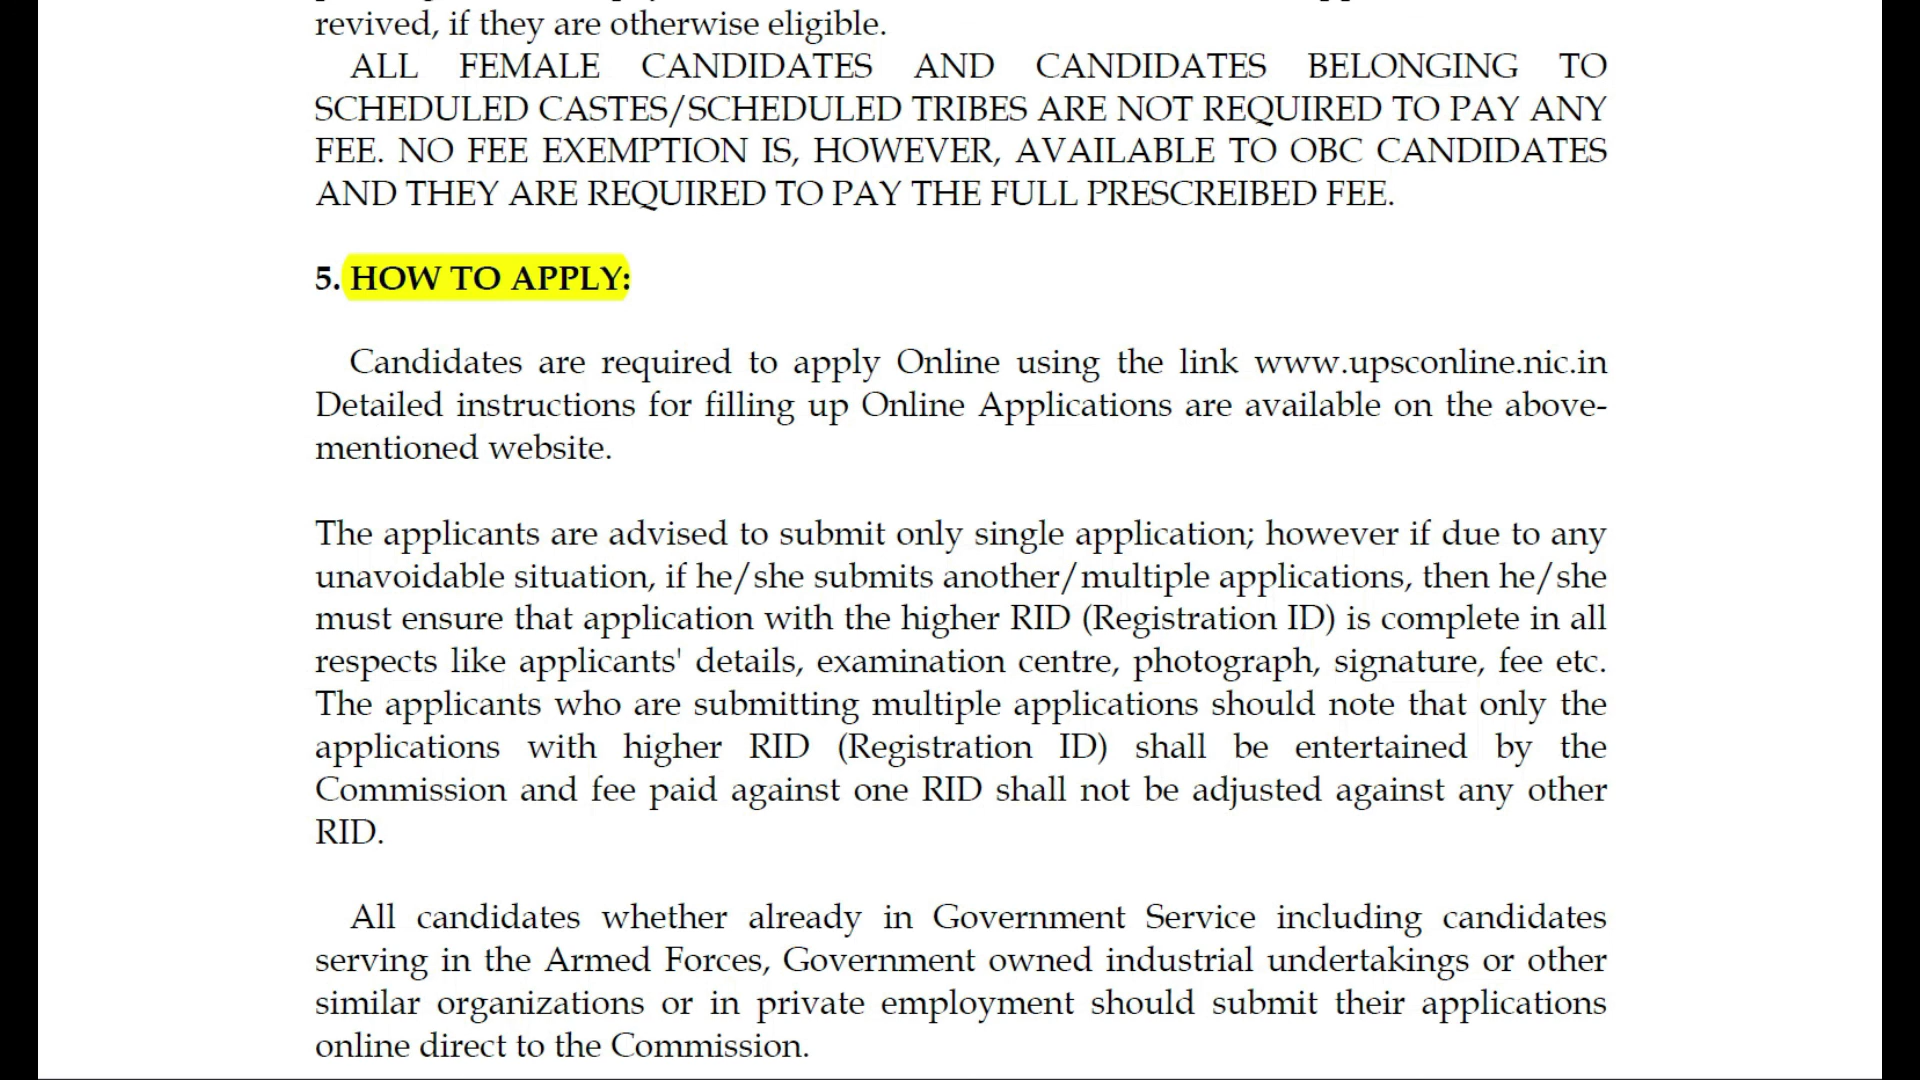 revived, if they are otherwise eligible.
ALL FEMALE CANDIDATES AND CANDIDATES BELONGING TO
SCHEDULED CASTES/SCHEDULED TRIBES ARE NOT REQUIRED TO PAY ANY
FEE. NO FEE EXEMPTION IS, HOWEVER, AVAILABLE TO OBC CANDIDATES
AND THEY ARE REQUIRED TO PAY THE FULL PRESCREIBED FEE.
5. HOW TO APPLY:
Candidates are required to apply Online using the link www.upsconline.nic.in
Detailed instructions for filling up Online Applications are available on the above-
mentioned website.
The applicants are advised to submit only single application; however if due to any
unavoidable situation, if he/she submits another/multiple applications, then he/she
must ensure that application with the higher RID (Registration ID) is complete in all
respects like applicants' details, examination centre, photograph, signature, fee etc.
The applicants who are submitting multiple applications should note that only the
applications with higher RID (Registration ID) shall be entertained by the
Commission and fee paid against one RID shall not be adjusted against any other
RID.
All candidates whether already in Government Service including candidates
serving in the Armed Forces, Government owned industrial undertakings or other
similar organizations or in private employment should submit their applications
online direct to the Commission.